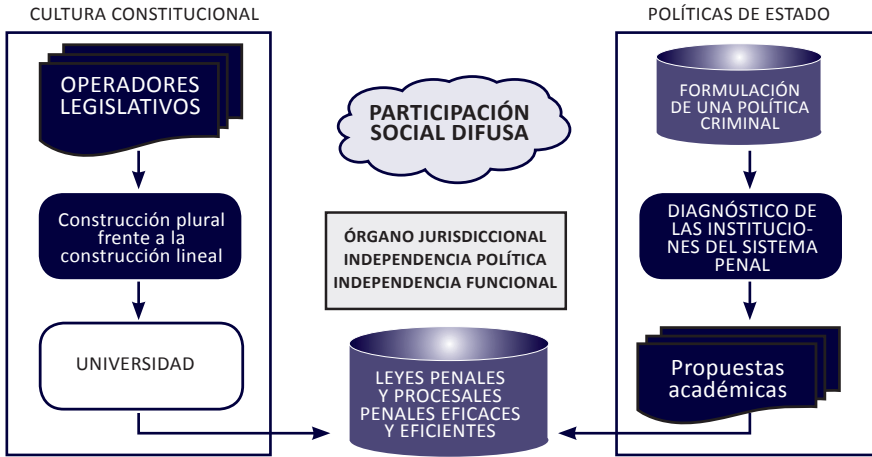 CULTURA CONSTITUCIONAL
OPERADORES
LEGISLATIVOS
Construcción plural
frente a la
construcción lineal
UNIVERSIDAD
PARTICIPACIÓN
SOCIAL DIFUSA
ÓRGANO JURISDICCIONAL
INDEPENDENCIA POLÍTICA
INDEPENDENCIA FUNCIONAL
LEYES PENALES
Y PROCESALES
PENALES EFICACES
Y EFICIENTES
POLÍTICAS DE ESTADO
FORMULACIÓN
DE UNA POLÍTICA
CRIMINAL
DIAGNÓSTICO DE
LAS INSTITUCIO-
NES DEL SISTEMA
PENAL
Propuestas
académicas